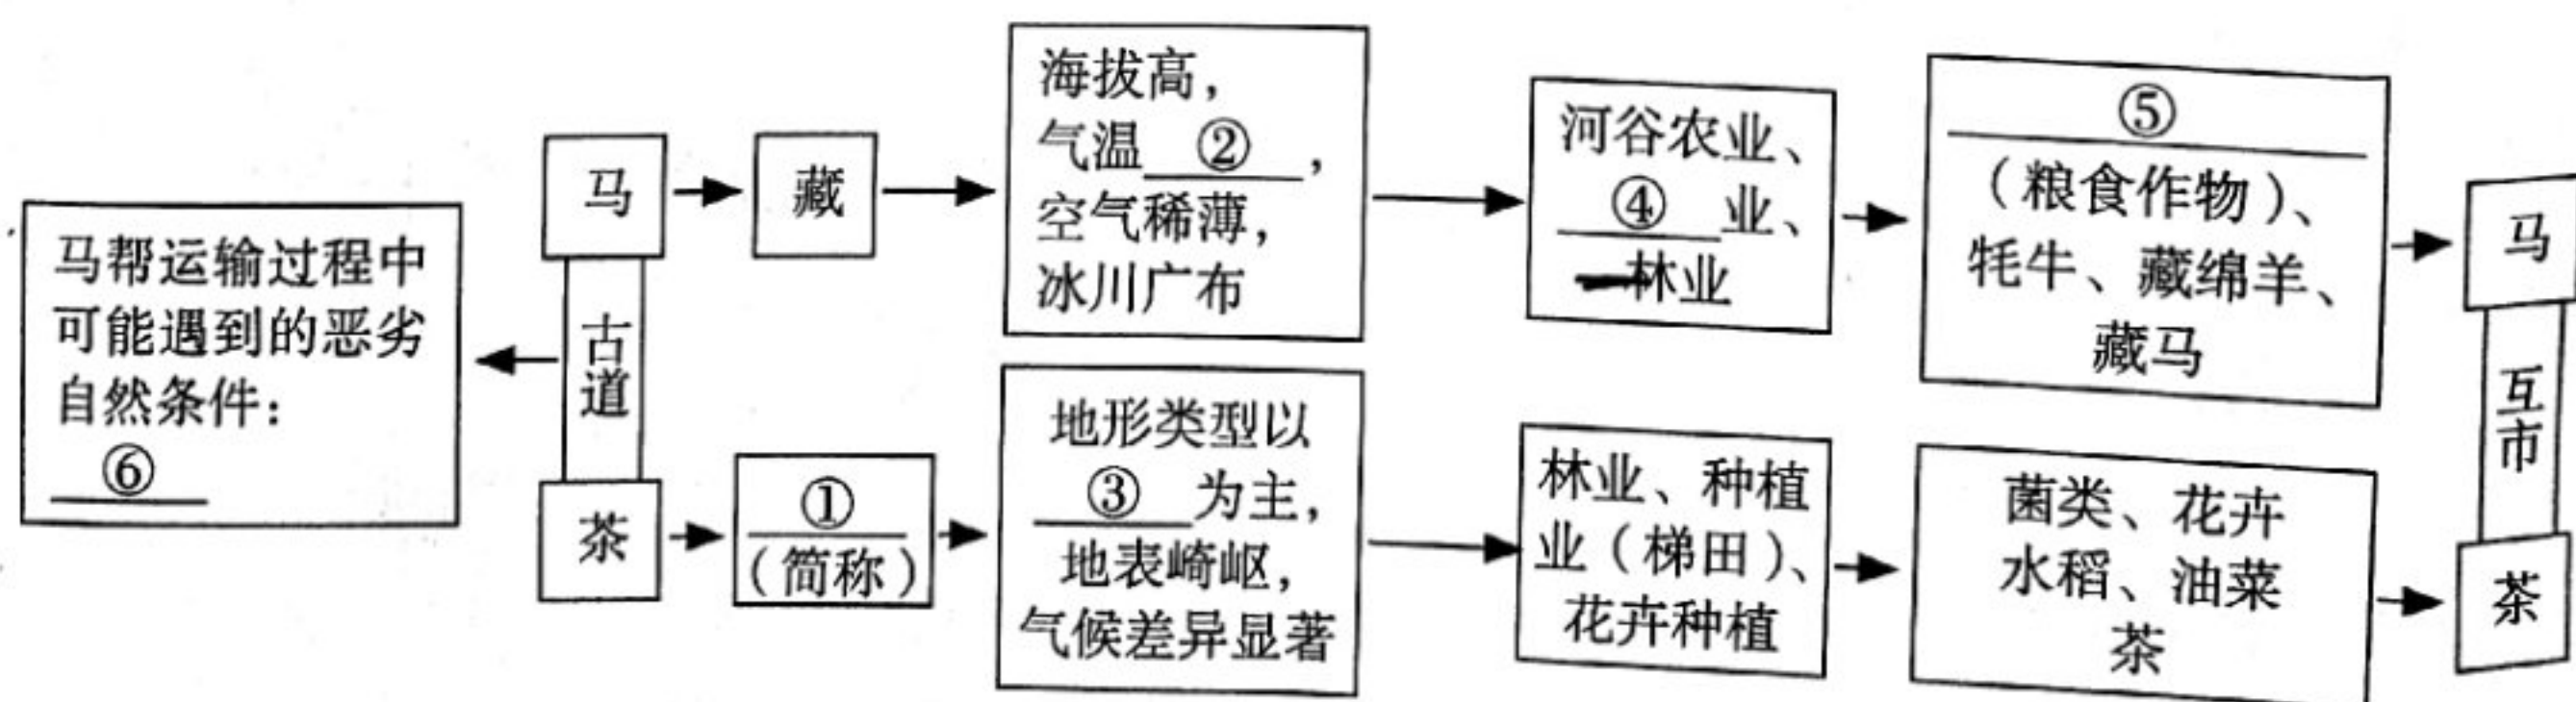 马帮运输过程中
可能遇到的恶劣
自然条件：
⑥
马
古
道
茶
藏
①
（简称）
海拔高，
气温②，
空气稀薄，
冰川广布
地形类型以
③为主，
地表崎岖，
气候差异显著
河谷农业、
④业、
林业
林业、种植
业（梯田）、
花卉种植
⑤
（粮食作物）、
牦牛、藏绵羊、
藏马
菌类、花卉
水稻、油菜
茶
马
互
市
茶